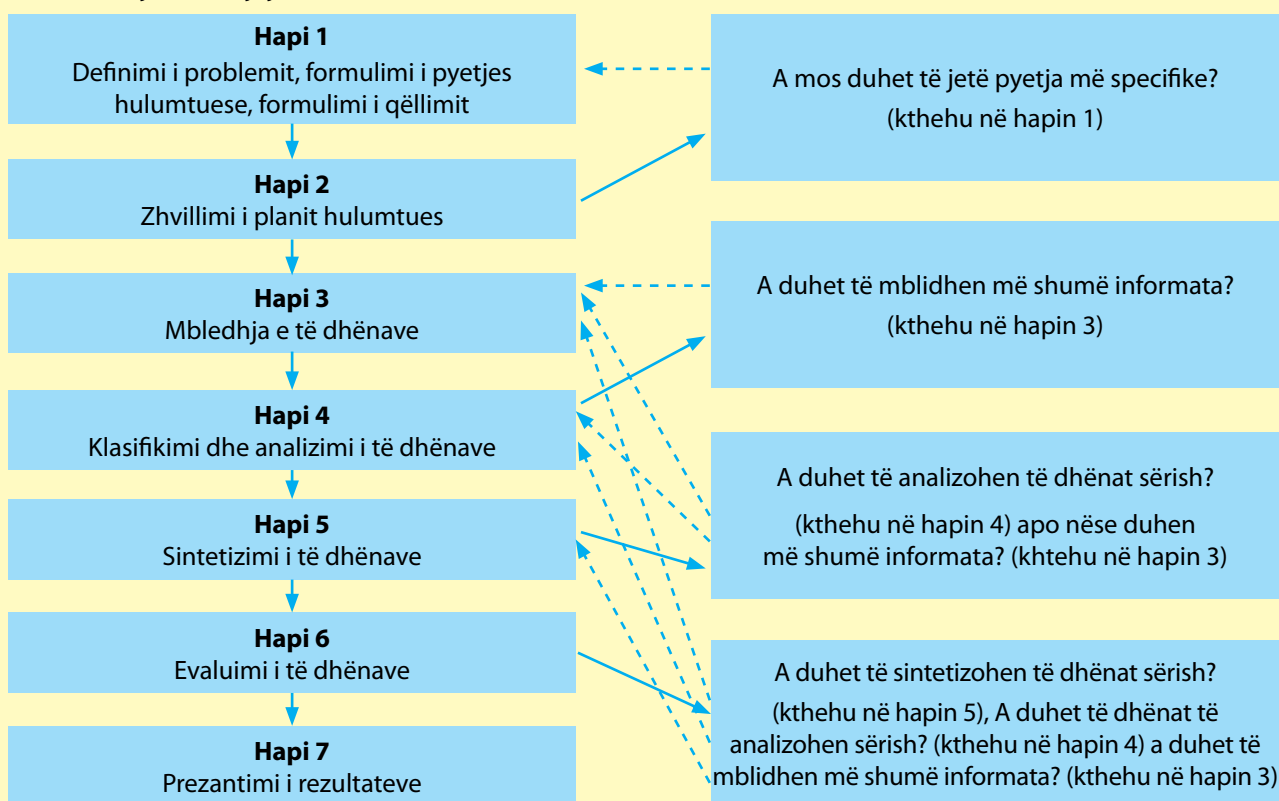 Hapi 1
Definimi i problemit, formulimi i pyetjes
hulumtuese, formulimi i qëllimit
Hapi 2
Zhvillimi i planit hulumtues
Hapi 3
Mbledhja e të dhënave
Hapi 4
Klasifikimi dhe analizimi i të dhënave
Hapi 5
Sintetizimi i të dhënave
Hapi 6
Evaluimi i të dhënave
Hapi 7
Prezantimi i rezultateve
A mos duhet të jetë pyetja më specifike?
(kthehu në hapin 1)
A duhet të mblidhen më shumë informata?
(kthehu në hapin 3)
A duhet të analizohen të dhënat sërish?
(kthehu në hapin 4) apo nëse duhen
më shumë informata? (khtehu në hapin 3)
A duhet të sintetizohen të dhënat sërish?
(kthehu në hapin 5), A duhet të dhënat të
analizohen sërish? (kthehu në hapin 4) a duhet të
mblidhen më shumë informata? (kthehu në hapin 3)